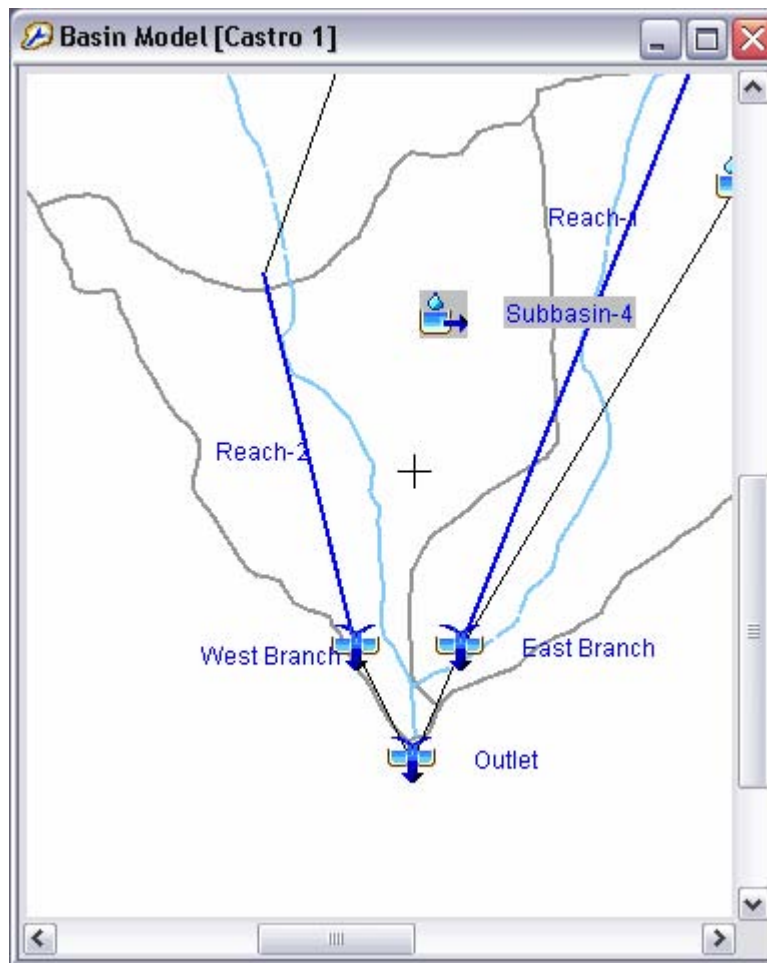 Basin Model [Castro 1]
Reach-1
Subbasin-4
Reach-2
West Branch
East Branch
Outlet